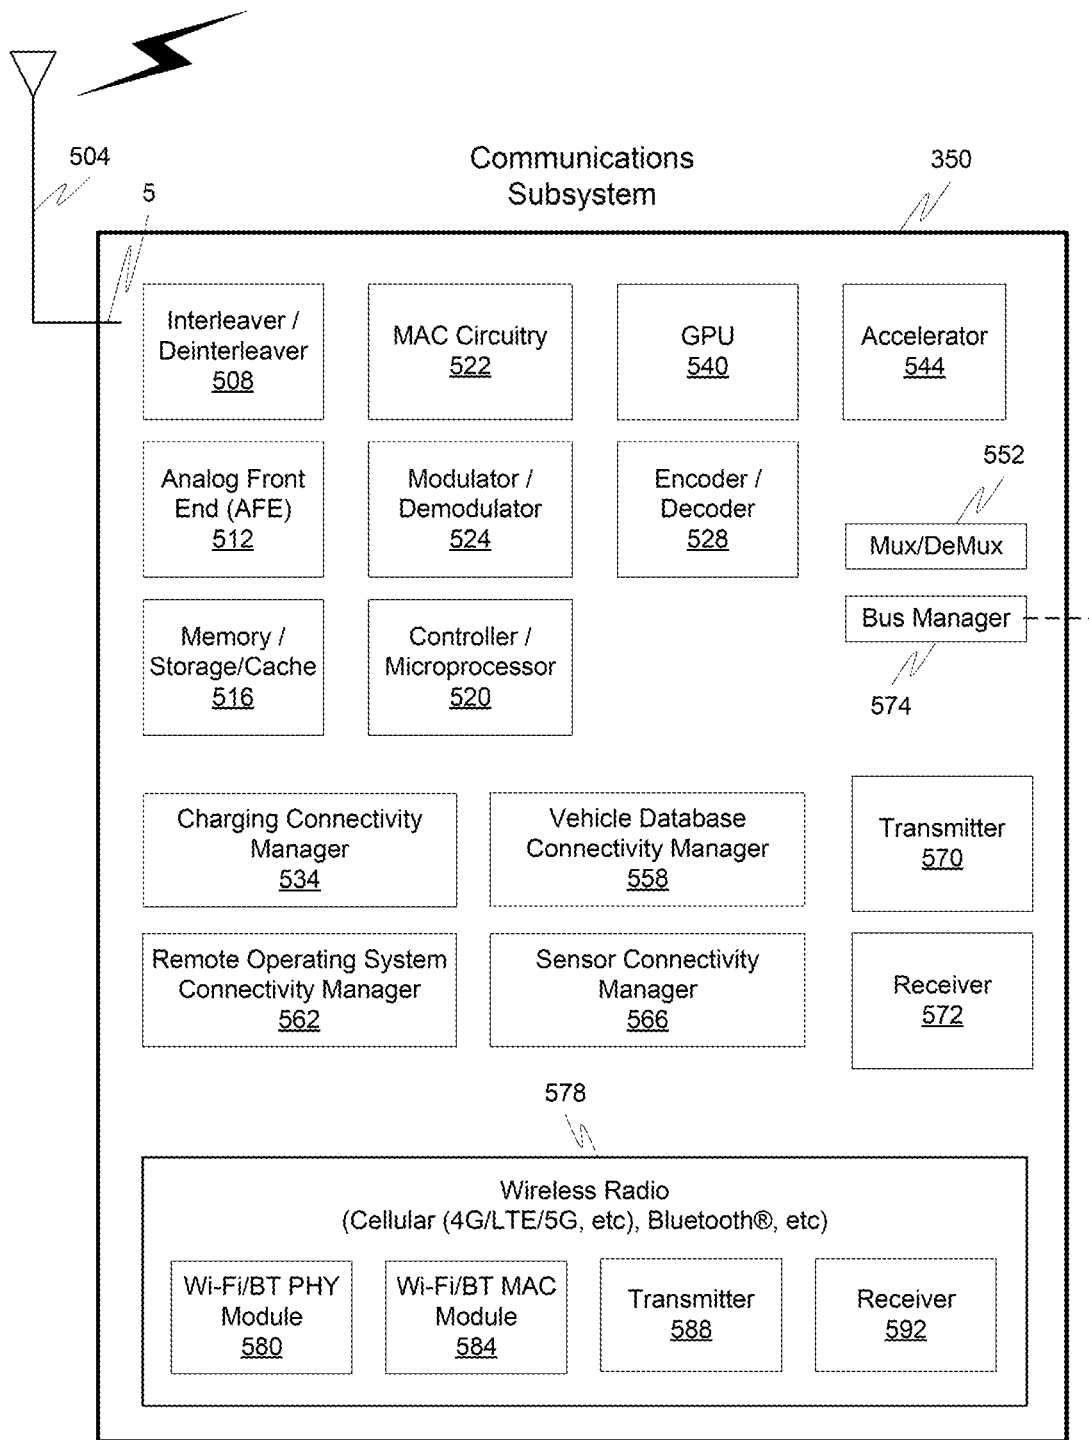 504
5
Communications
Subsystem
350
Interleaver /
Deinterleaver
508
MAC Circuitry
522
GPU
540
Accelerator
544
Analog Front
End (AFE)
512
Modulator /
Demodulator
524
Encoder /
Decoder
528
552
Mux/DeMux
Memory /
Storage/Cache
516
Controller /
Microprocessor
520
Bus Manager
574
Charging Connectivity
Manager
534
Vehicle Database
Connectivity Manager
558
Transmitter
570
Remote Operating System
Connectivity Manager
562
Sensor Connectivity
Manager
566
Receiver
572
578
Wireless Radio
(Cellular (4G/LTE/5G, etc), Bluetooth®, etc)
Wi-Fi/BT PHY
Module
580
Wi-Fi/BT MAC
Module
584
Transmitter
588
Receiver
592